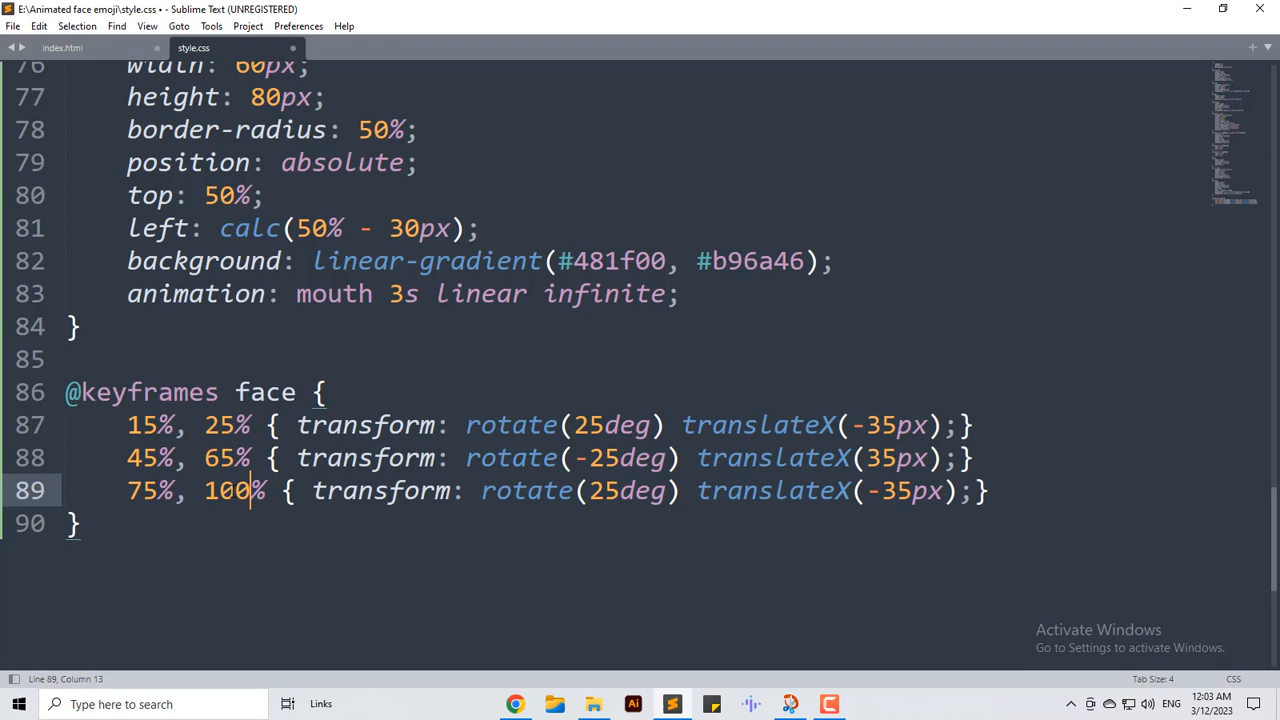 E:\Animated face emoji\style.css • - Sublime Text (UNREGISTERED)
File Edit Selection Find View Goto Tools Project Preferences Help
index.html style.css
76 width: 60px;
77 height: 80px;
78 border-radius: 50%;
79 position: absolute;
80 top: 50%;
81 left: calc(50% - 30px);
82 background: linear-gradient(#481f00, #b96a46);
83 animation: mouth 3s linear infinite;
84 }
85
86 @keyframes face {
87 15%, 25% { transform: rotate(25deg) translateX(-35px);}
88 45%, 65% { transform: rotate(-25deg) translateX(35px);}
89 75%, 100% { transform: rotate(25deg) translateX(-35px);}
90 }
Activate Windows
Go to Settings to activate Windows.
Line 89, Column 13 Tab Size: 4 CSS
Type here to search Links Ai ENG 12:03 AM
3/12/2023